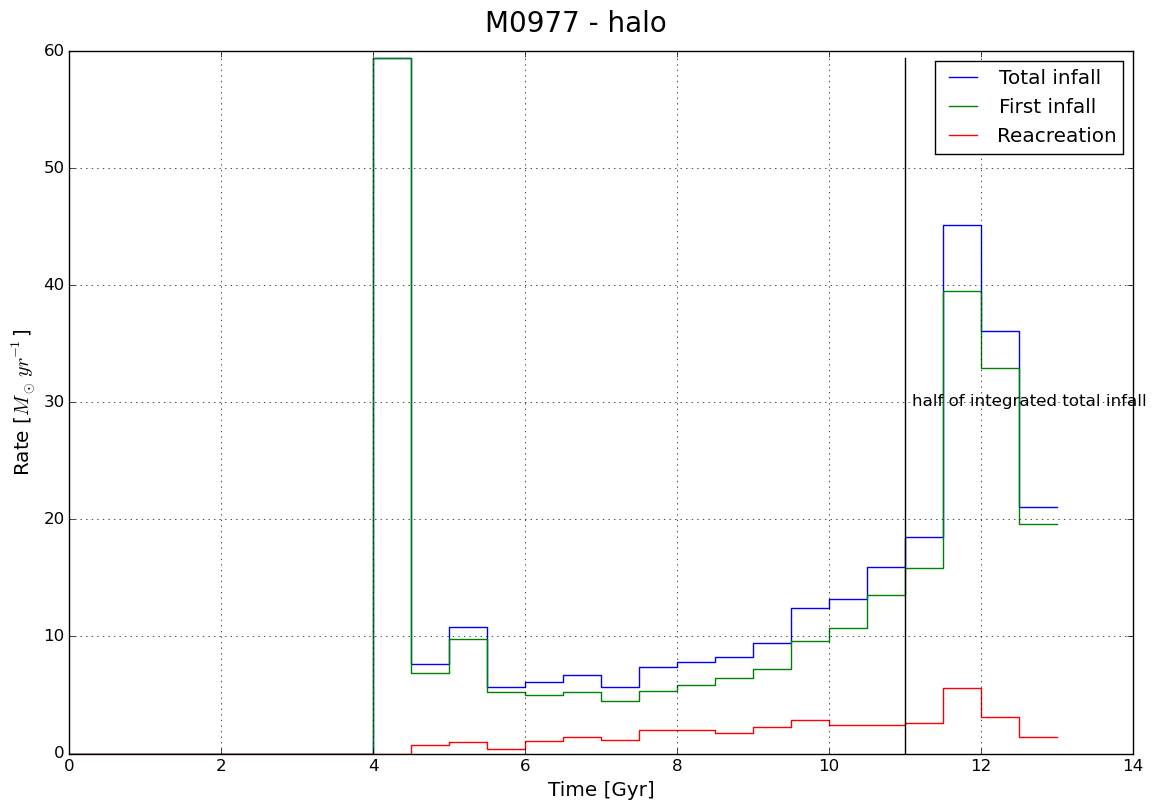 M0977 - halo
60
50
40
30
20
10
0
Rate [M⊙ yr⁻¹]
Total infall
First infall
Reacreation
half of integrated total infall
0 2 4 6 8 10 12 14
Time [Gyr]